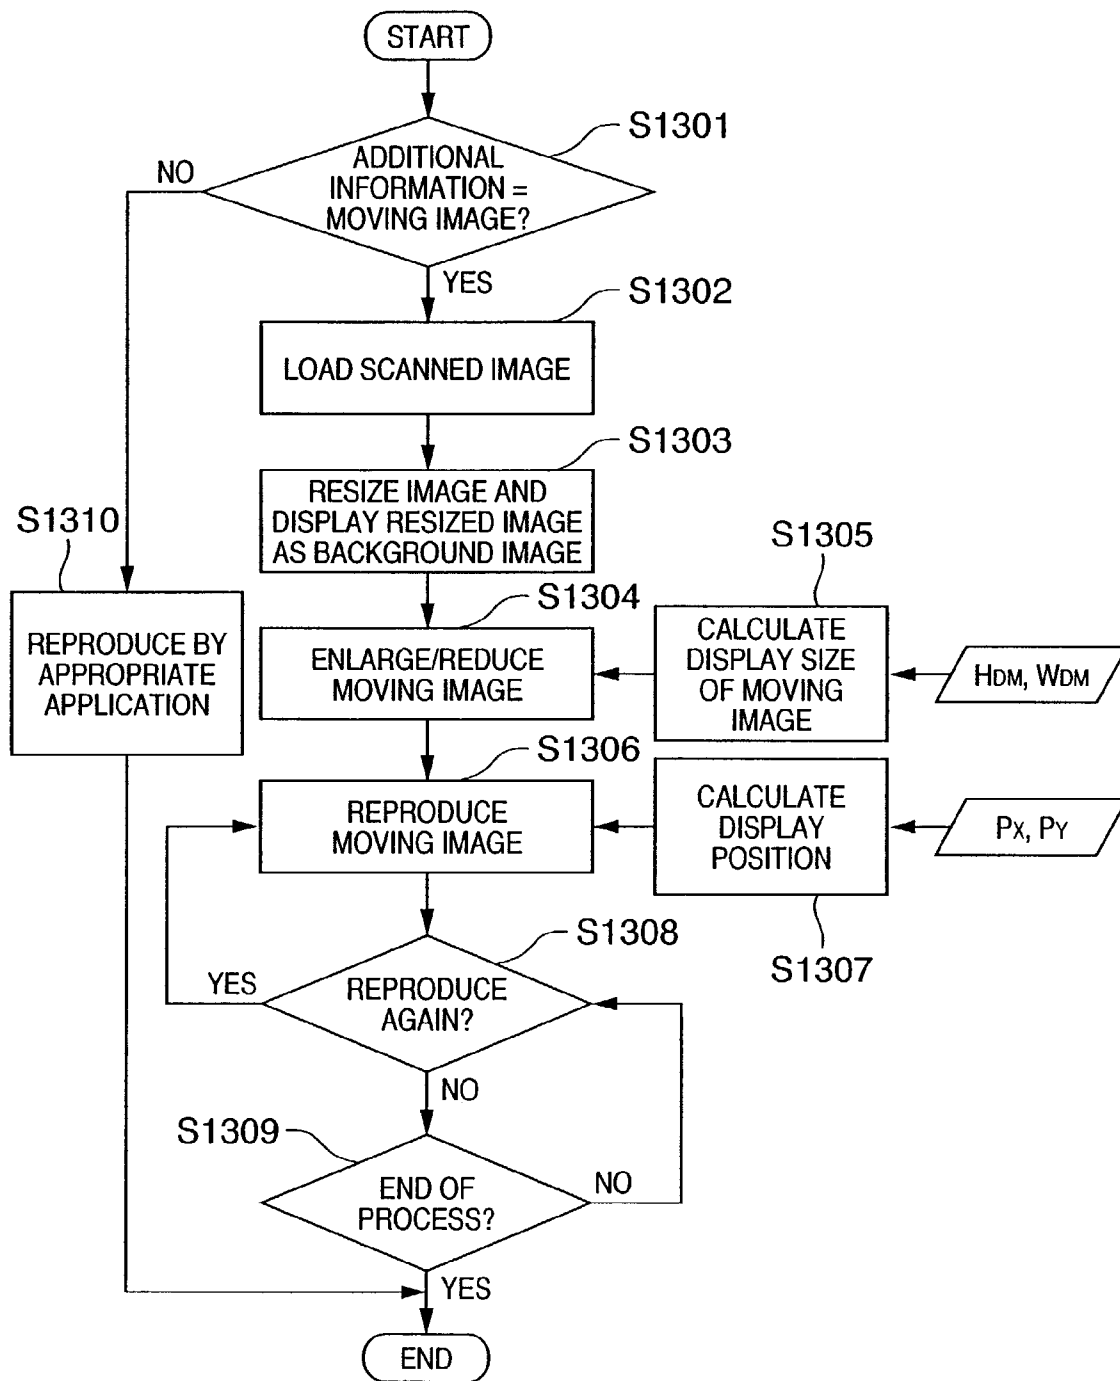 START
S1301
NO
ADDITIONAL
INFORMATION =
MOVING IMAGE?
YES
S1302
LOAD SCANNED IMAGE
S1303
RESIZE IMAGE AND
DISPLAY RESIZED IMAGE
AS BACKGROUND IMAGE
S1310
REPRODUCE BY
APPROPRIATE
APPLICATION
S1304
ENLARGE/REDUCE
MOVING IMAGE
S1305
CALCULATE
DISPLAY SIZE
OF MOVING
IMAGE
HDM, WDM
S1306
REPRODUCE
MOVING IMAGE
CALCULATE
DISPLAY
POSITION
PX, PY
S1307
S1308
YES
REPRODUCE
AGAIN?
NO
S1309
END OF
PROCESS?
NO
YES
END